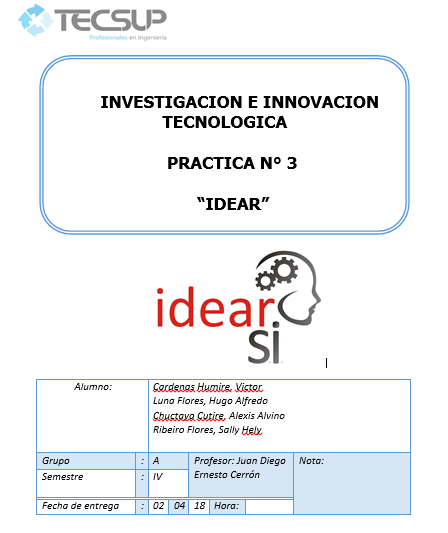 TECSUP
Profesionales en Ingeniería
INVESTIGACION E INNOVACION
TECNOLOGICA
PRACTICA N° 3
“IDEAR”
idear
si
Alumno:
Cardenas Humire, Victor
Luna Flores, Hugo Alfredo
Chuctaya Cutire, Alexis Alvino
Ribeiro Flores, Sally Hely
Grupo : A Profesor: Juan Diego Nota:
Semestre : IV Ernesto Cerrón
Fecha de entrega : 02 04 18 Hora: